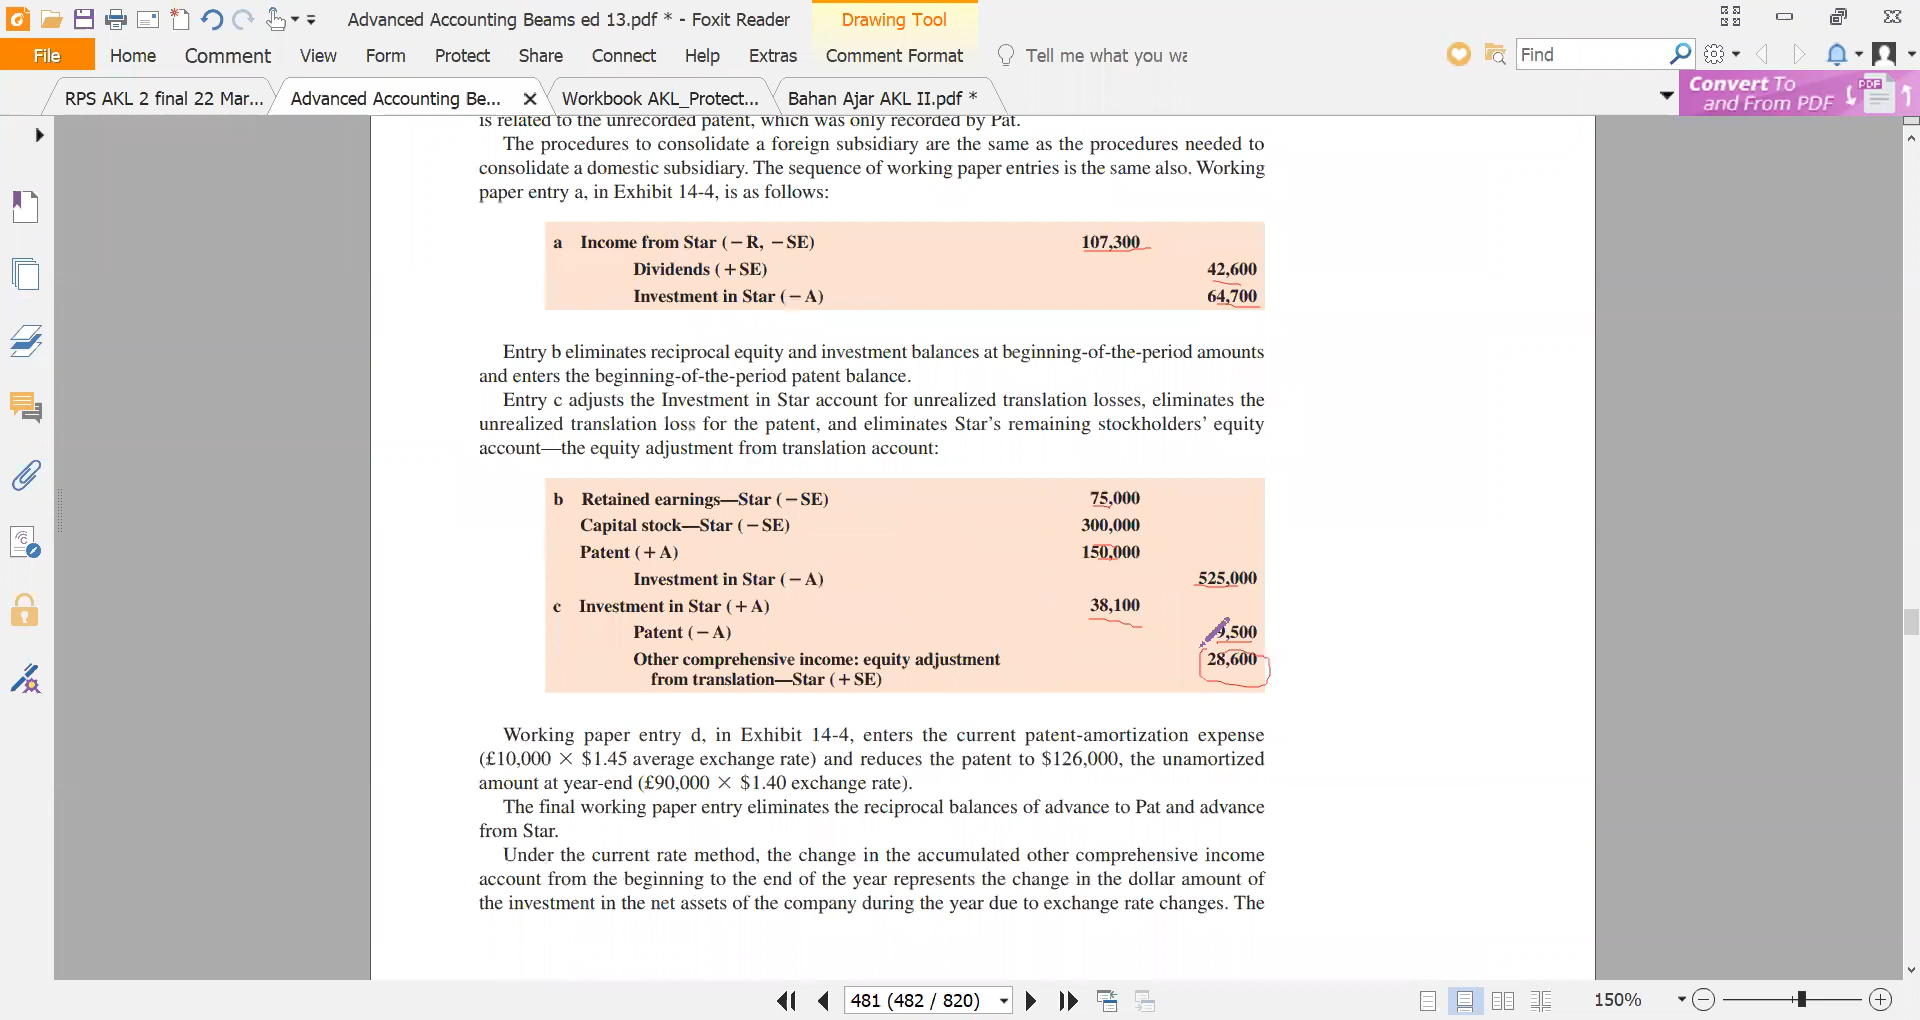 Advanced Accounting Beams ed 13.pdf * - Foxit Reader
Drawing Tool
File Home Comment View Form Protect Share Connect Help Extras Comment Format Tell me what you wa Find
RPS AKL 2 final 22 Mar... Advanced Accounting Be... Workbook AKL_Protect... Bahan Ajar AKL II.pdf *
Convert To
and From PDF
PDF
is related to the unrecorded patent, which was only recorded by Pat.
The procedures to consolidate a foreign subsidiary are the same as the procedures needed to
consolidate a domestic subsidiary. The sequence of working paper entries is the same also. Working
paper entry a, in Exhibit 14-4, is as follows:
a Income from Star (−R, −SE) 107,300
Dividends (+SE) 42,600
Investment in Star (−A) 64,700
Entry b eliminates reciprocal equity and investment balances at beginning-of-the-period amounts
and enters the beginning-of-the-period patent balance.
Entry c adjusts the Investment in Star account for unrealized translation losses, eliminates the
unrealized translation loss for the patent, and eliminates Star's remaining stockholders' equity
account—the equity adjustment from translation account:
b Retained earnings—Star (−SE) 75,000
Capital stock—Star (−SE) 300,000
Patent (+A) 150,000
Investment in Star (−A) 525,000
c Investment in Star (+A) 38,100
Patent (−A) 9,500
Other comprehensive income: equity adjustment 28,600
from translation—Star (+SE)
Working paper entry d, in Exhibit 14-4, enters the current patent-amortization expense
(£10,000 × $1.45 average exchange rate) and reduces the patent to $126,000, the unamortized
amount at year-end (£90,000 × $1.40 exchange rate).
The final working paper entry eliminates the reciprocal balances of advance to Pat and advance
from Star.
Under the current rate method, the change in the accumulated other comprehensive income
account from the beginning to the end of the year represents the change in the dollar amount of
the investment in the net assets of the company during the year due to exchange rate changes. The
481 (482 / 820) 150%